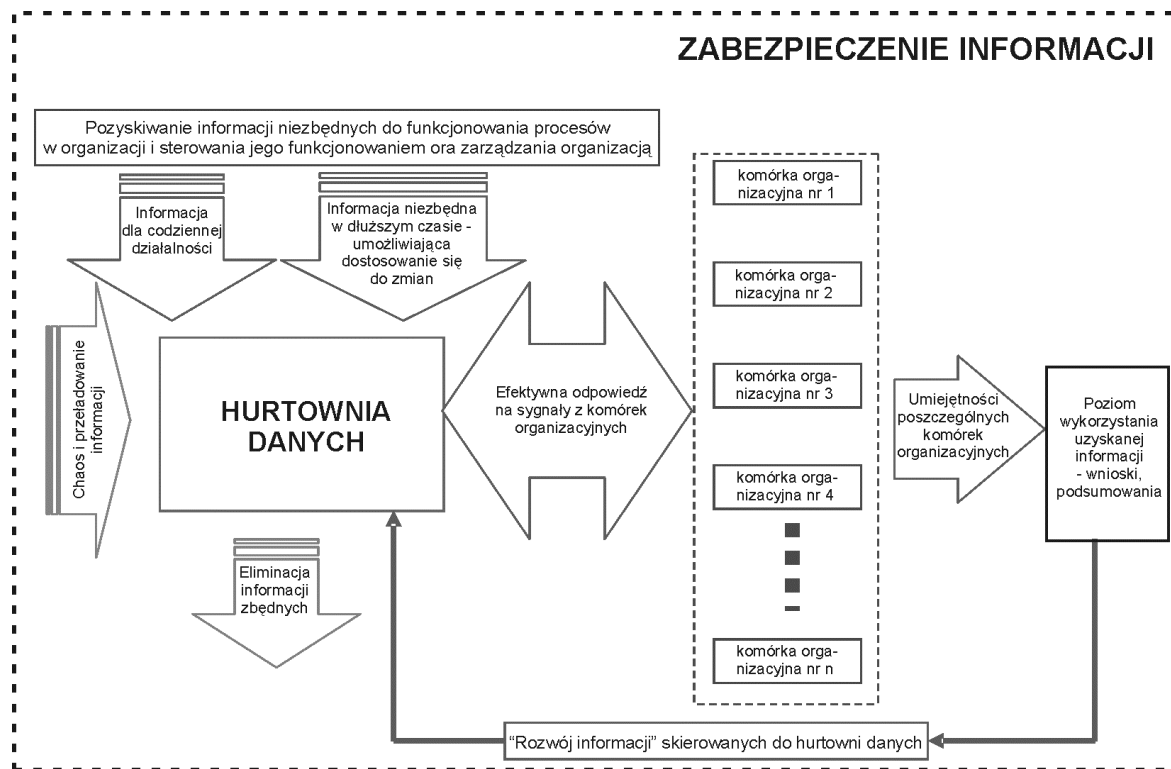 ZABEZPIECZENIE INFORMACJI
Pozyskiwanie informacji niezbędnych do funkcjonowania procesów
w organizacji i sterowania jego funkcjonowaniem ora zarządzania organizacją
Informacja
dla codziennej
działalności
Informacja niezbędna
w dłuższym czasie -
umożliwiająca
dostosowanie się
do zmian
Chaos i przeładowanie
informacji
HURTOWNIA
DANYCH
Eliminacja
informacji
zbędnych
Efektywna odpowiedź
na sygnały z komórek
organizacyjnych
komórka orga-
nizacyjna nr 1
komórka orga-
nizacyjna nr 2
komórka orga-
nizacyjna nr 3
komórka orga-
nizacyjna nr 4
komórka orga-
nizacyjna nr n
Umiejętności
poszczególnych
komórek
organizacyjnych
Poziom
wykorzystania
uzyskanej
informacji
- wnioski,
podsumowania
“Rozwój informacji” skierowanych do hurtowni danych